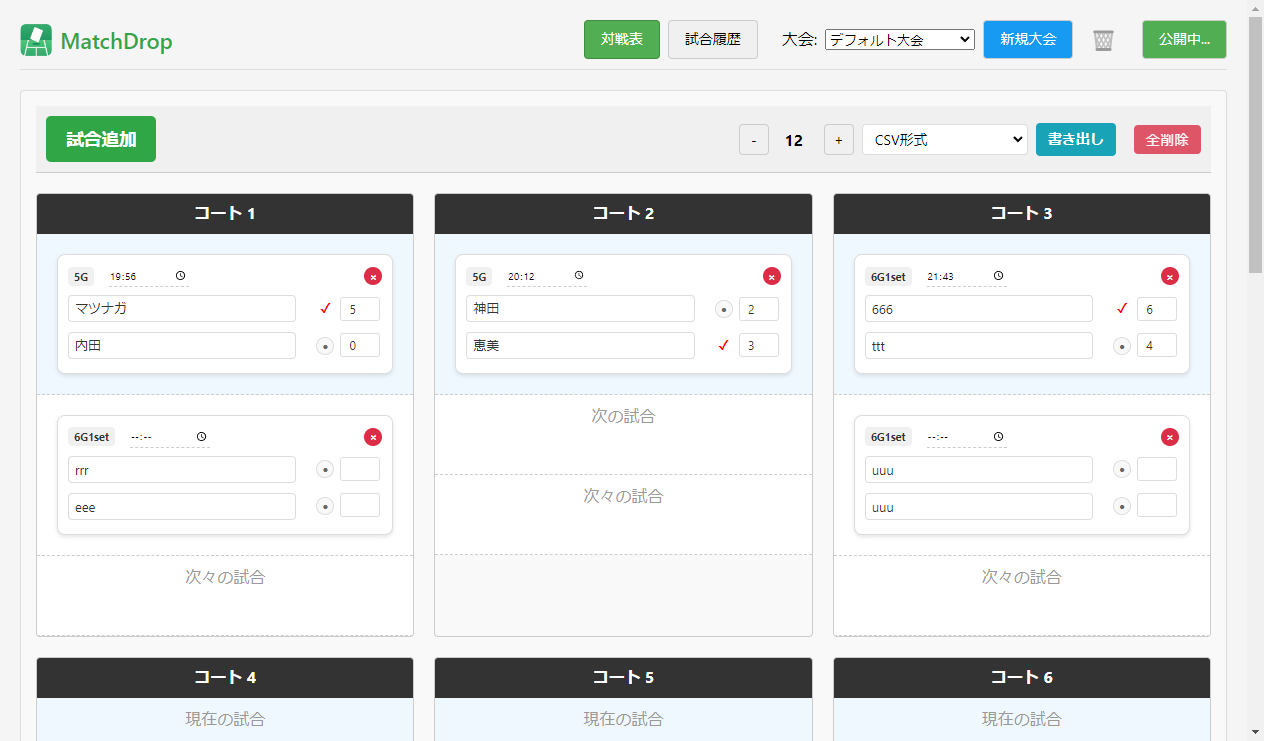 MatchDrop 対戦表 試合履歴 大会: デフォルト大会 新規大会 公開中...
試合追加 - 12 + CSV形式 書き出し 全削除
コート 1
5G 19:56
マツナガ 5
内田 0
6G1set --:--
rrr
eee
次々の試合
コート 2
5G 20:12
神田 2
恵美 3
次の試合
次々の試合
コート 3
6G1set 21:43
666 6
ttt 4
6G1set --:--
uuu
uuu
次々の試合
コート 4
現在の試合
コート 5
現在の試合
コート 6
現在の試合